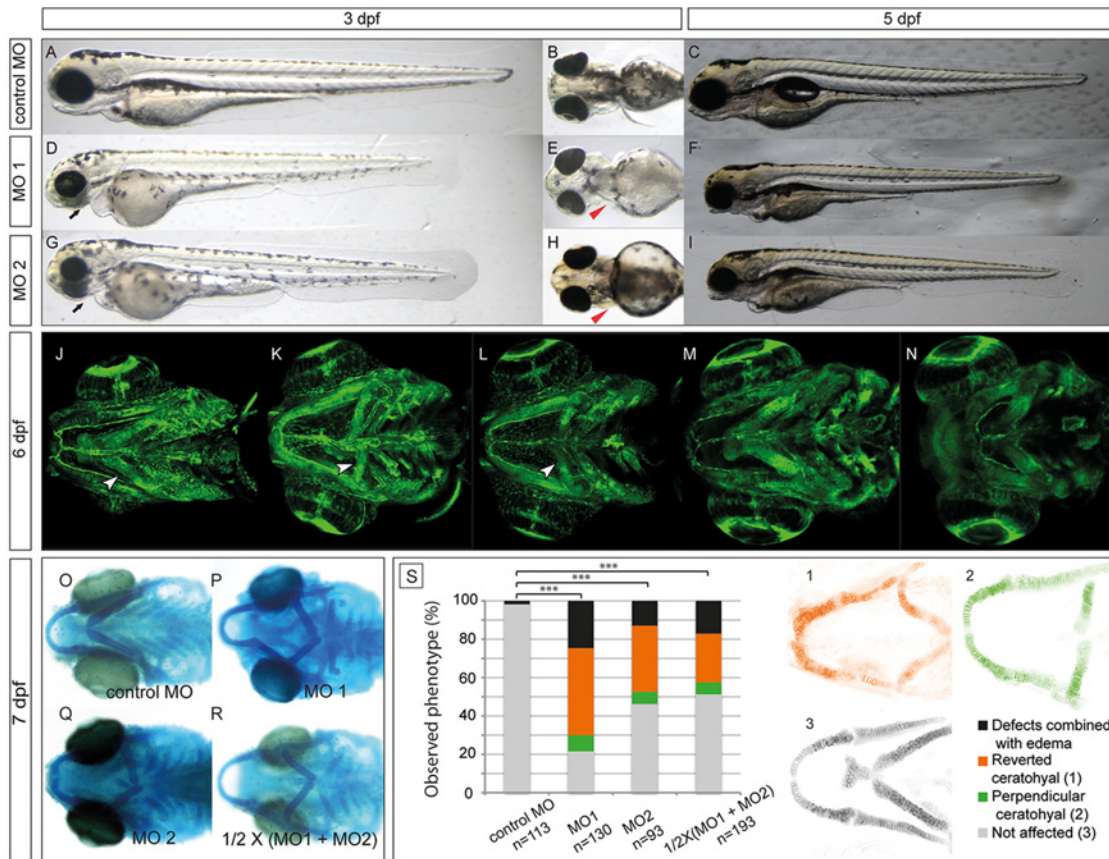 3 dpf
5 dpf
control MO
A
B
C
MO 1
D
E
F
MO 2
G
H
I
6 dpf
J
K
L
M
N
7 dpf
O
control MO
P
MO 1
Q
MO 2
R
1/2 X (MO1 + MO2)
S
***
***
***
Observed phenotype (%)
100
80
60
40
20
0
control MO
n=113
MO1
n=130
MO2
n=93
1/2X(MO1 + MO2)
n=193
1
2
3
Defects combined
with edema
Reverted
ceratohyal (1)
Perpendicular
ceratohyal (2)
Not affected (3)